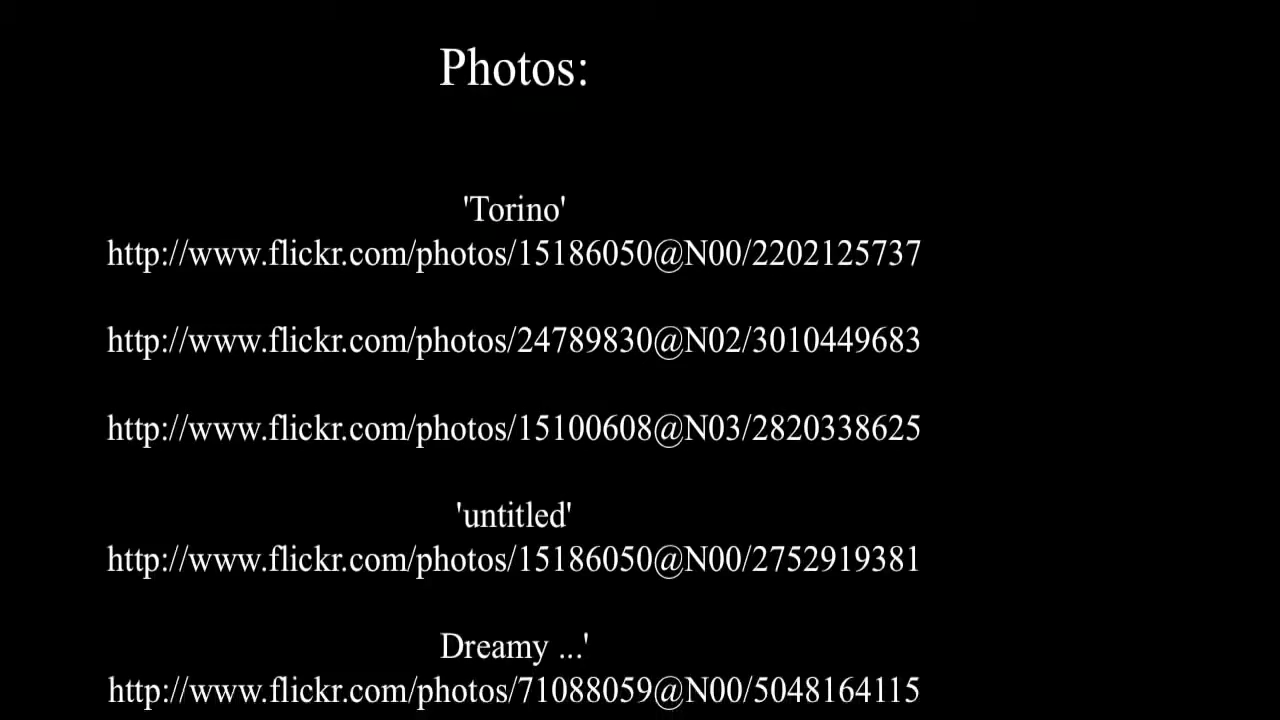 Photos:
'Torino'
http://www.flickr.com/photos/15186050@N00/2202125737
http://www.flickr.com/photos/24789830@N02/3010449683
http://www.flickr.com/photos/15100608@N03/2820338625
'untitled'
http://www.flickr.com/photos/15186050@N00/2752919381
Dreamy ...'
http://www.flickr.com/photos/71088059@N00/5048164115